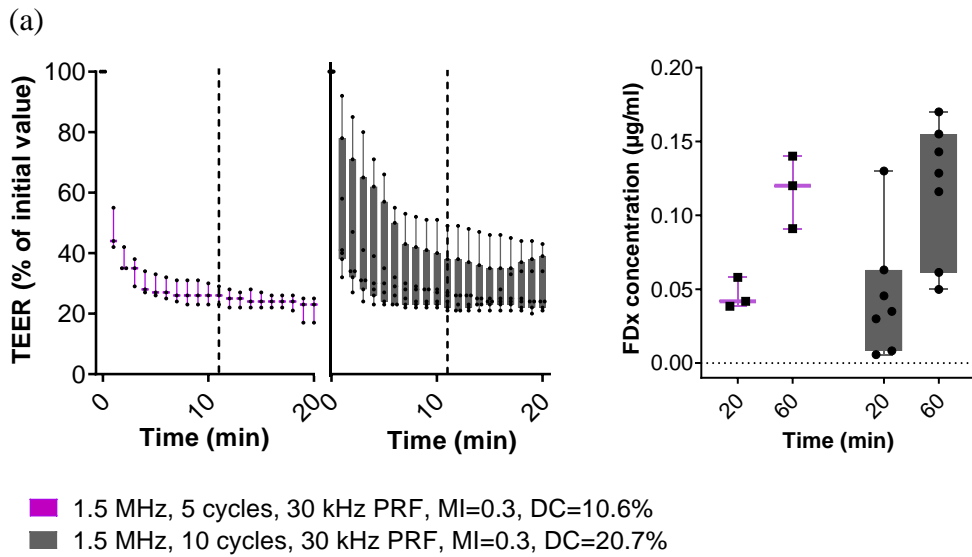 (a)
TEER (% of initial value)
100
80
60
40
20
0
0
10
20
Time (min)
0
10
20
Time (min)
FDx concentration (µg/ml)
0.20
0.15
0.10
0.05
0.00
20
60
20
60
Time (min)
1.5 MHz, 5 cycles, 30 kHz PRF, MI=0.3, DC=10.6%
1.5 MHz, 10 cycles, 30 kHz PRF, MI=0.3, DC=20.7%